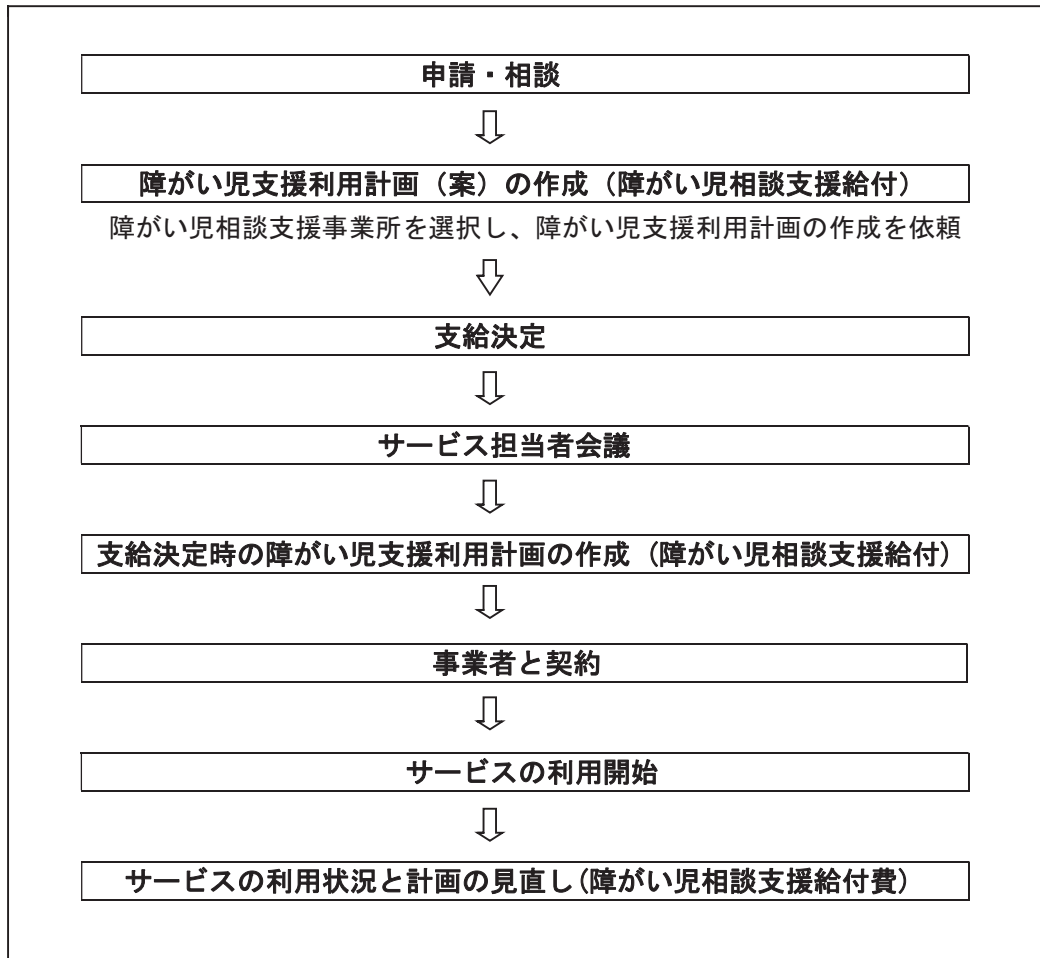 申請・相談
障がい児支援利用計画（案）の作成（障がい児相談支援給付）
障がい児相談支援事業所を選択し、障がい児支援利用計画の作成を依頼
支給決定
サービス担当者会議
支給決定時の障がい児支援利用計画の作成（障がい児相談支援給付）
事業者と契約
サービスの利用開始
サービスの利用状況と計画の見直し(障がい児相談支援給付費）